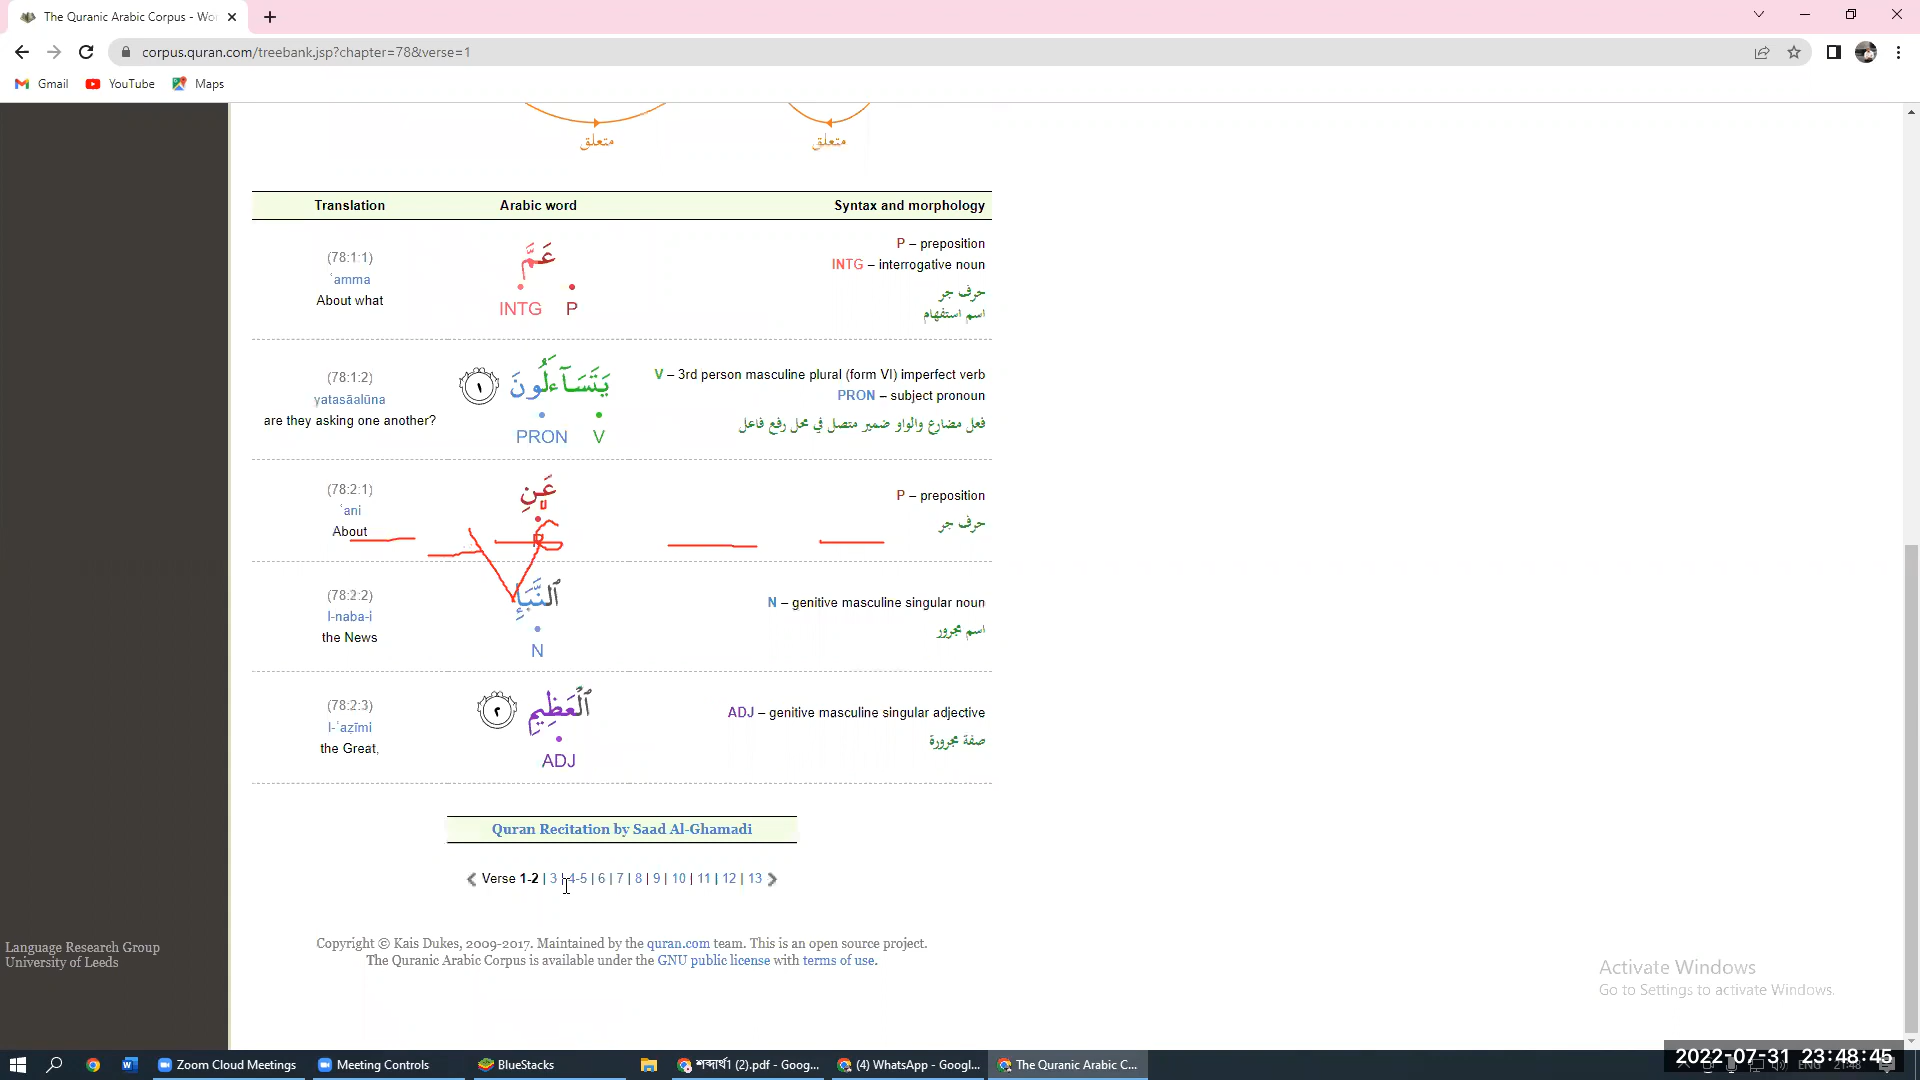 The Quranic Arabic Corpus - Wor
corpus.quran.com/treebank.jsp?chapter=78&verse=1
Gmail YouTube Maps
متعلق متعلق
Translation Arabic word Syntax and morphology
(78:1:1)
ʿamma
About what
عَمَّ
INTG P
P – preposition
INTG – interrogative noun
حرف جر
اسم استفهام
(78:1:2)
yatasāalūna
are they asking one another?
يَتَسَآءَلُونَ ١
PRON V
V – 3rd person masculine plural (form VI) imperfect verb
PRON – subject pronoun
فعل مضارع والواو ضمير متصل في محل رفع فاعل
(78:2:1)
ʿani
About
عَنِ
P
P – preposition
حرف جر
(78:2:2)
l-naba-i
the News
ٱلنَّبَإِ
N
N – genitive masculine singular noun
اسم مجرور
(78:2:3)
l-ʿaẓīmi
the Great,
ٱلْعَظِيمِ ٢
ADJ
ADJ – genitive masculine singular adjective
صفة مجرورة
Quran Recitation by Saad Al-Ghamadi
Verse 1-2 | 3 | 4-5 | 6 | 7 | 8 | 9 | 10 | 11 | 12 | 13
Language Research Group
University of Leeds
Copyright © Kais Dukes, 2009-2017. Maintained by the quran.com team. This is an open source project.
The Quranic Arabic Corpus is available under the GNU public license with terms of use.
Activate Windows
Go to Settings to activate Windows.
Zoom Cloud Meetings Meeting Controls BlueStacks শব্দার্থ1 (2).pdf - Goog... (4) WhatsApp - Googl... The Quranic Arabic C...
2022-07-31 23:48:45